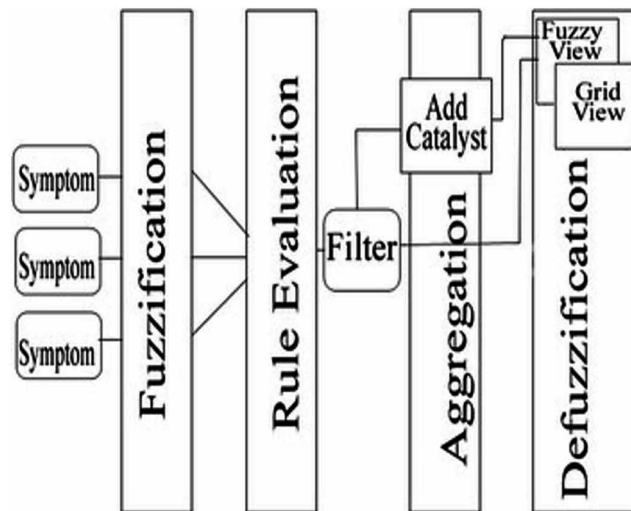 Symptom
Symptom
Symptom
Fuzzification
Rule Evaluation
Filter
Add
Catalyst
Aggregation
Fuzzy
View
Grid
View
Defuzzification